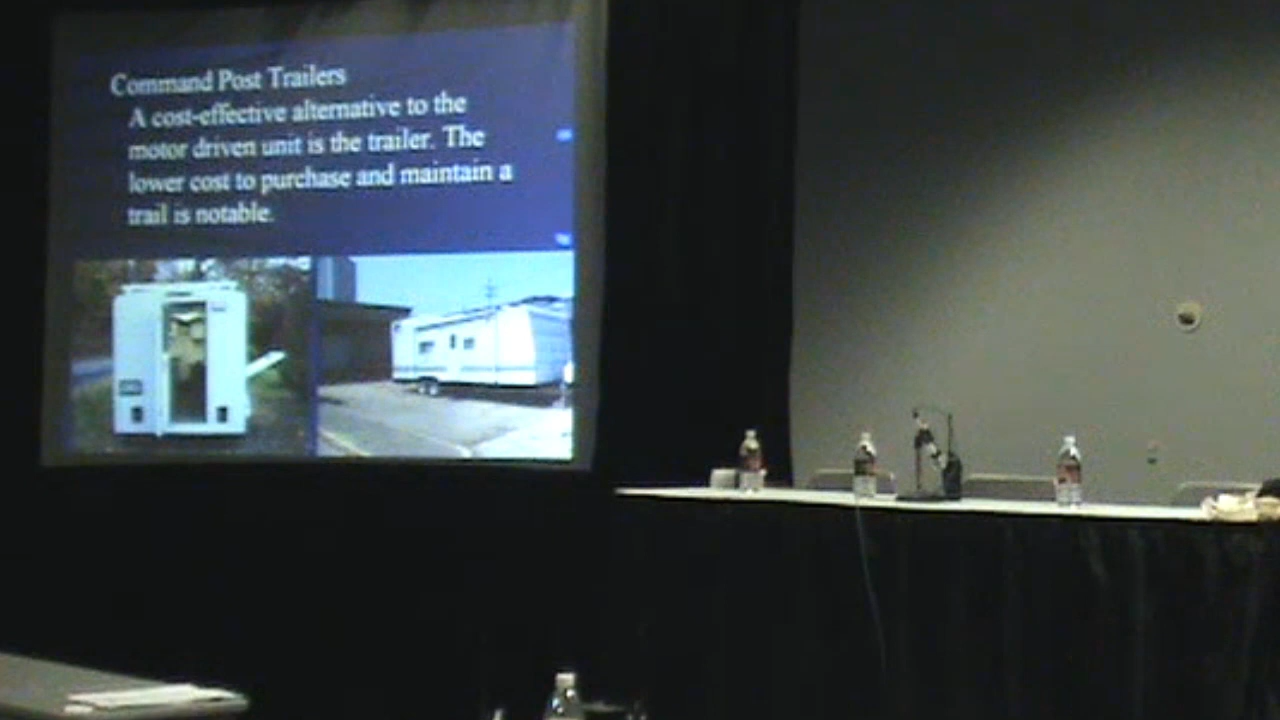 Command Post Trailers
A cost-effective alternative to the
motor driven unit is the trailer. The
lower cost to purchase and maintain a
trail is notable.